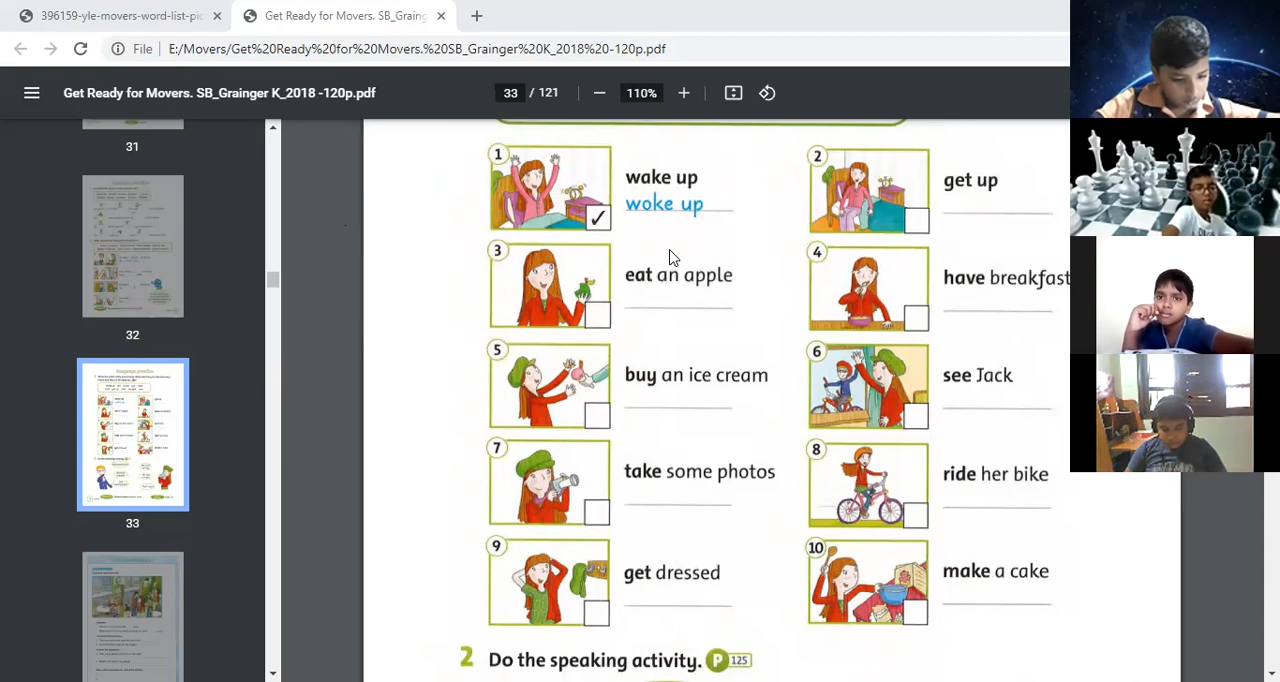 396159-yle-movers-word-list-pic
Get Ready for Movers. SB_Graing
File E:/Movers/Get%20Ready%20for%20Movers.%20SB_Grainger%20K_2018%20-120p.pdf
Get Ready for Movers. SB_Grainger K_2018 -120p.pdf
33 / 121
110%
31
32
33
1
wake up
woke up
2
get up
3
eat an apple
4
have breakfast
5
buy an ice cream
6
see Jack
7
take some photos
8
ride her bike
9
get dressed
10
make a cake
2 Do the speaking activity. P 125